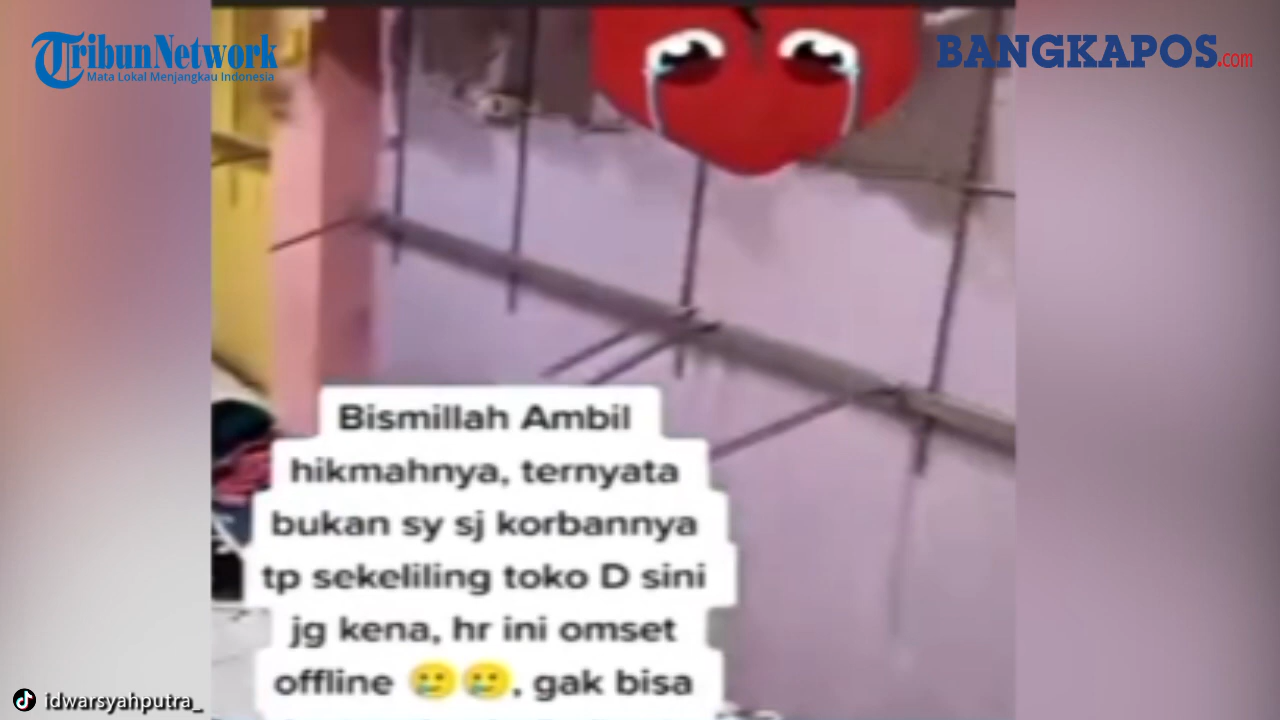 TribunNetwork
Mata Lokal Menjangkau Indonesia
BANGKAPOS.com
Bismillah Ambil
hikmahnya, ternyata
bukan sy sj korbannya
tp sekeliling toko D sini
jg kena, hr ini omset
offline 🥲🥲, gak bisa
idwarsyahputra_